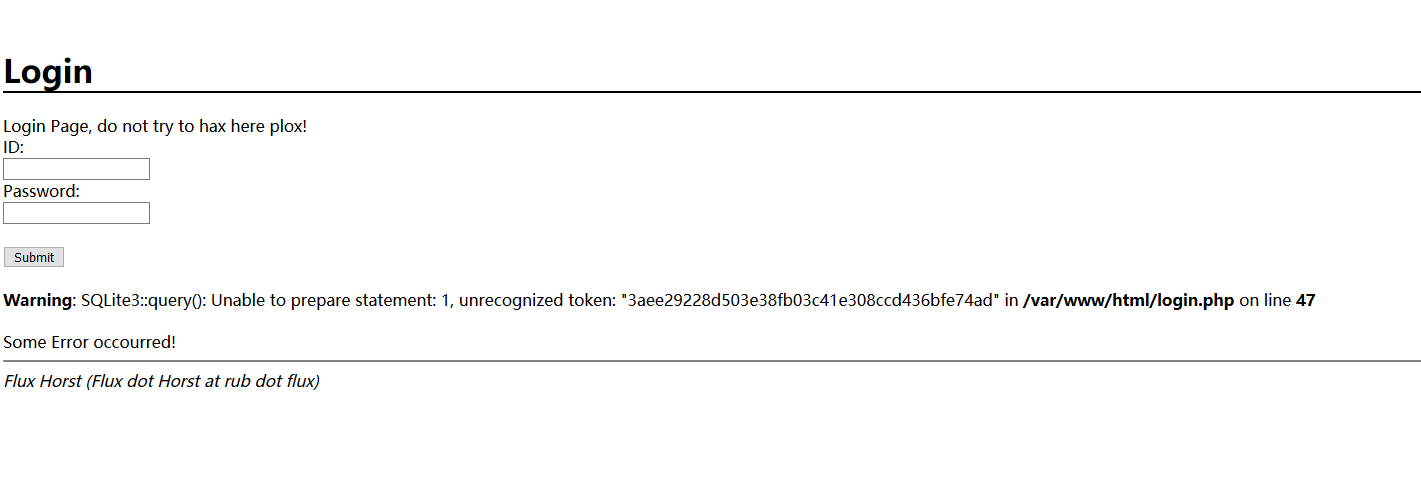 Login
Login Page, do not try to hax here plox!
ID:
Password:
Submit
Warning: SQLite3::query(): Unable to prepare statement: 1, unrecognized token: "3aee29228d503e38fb03c41e308ccd436bfe74ad" in /var/www/html/login.php on line 47
Some Error occourred!
Flux Horst (Flux dot Horst at rub dot flux)